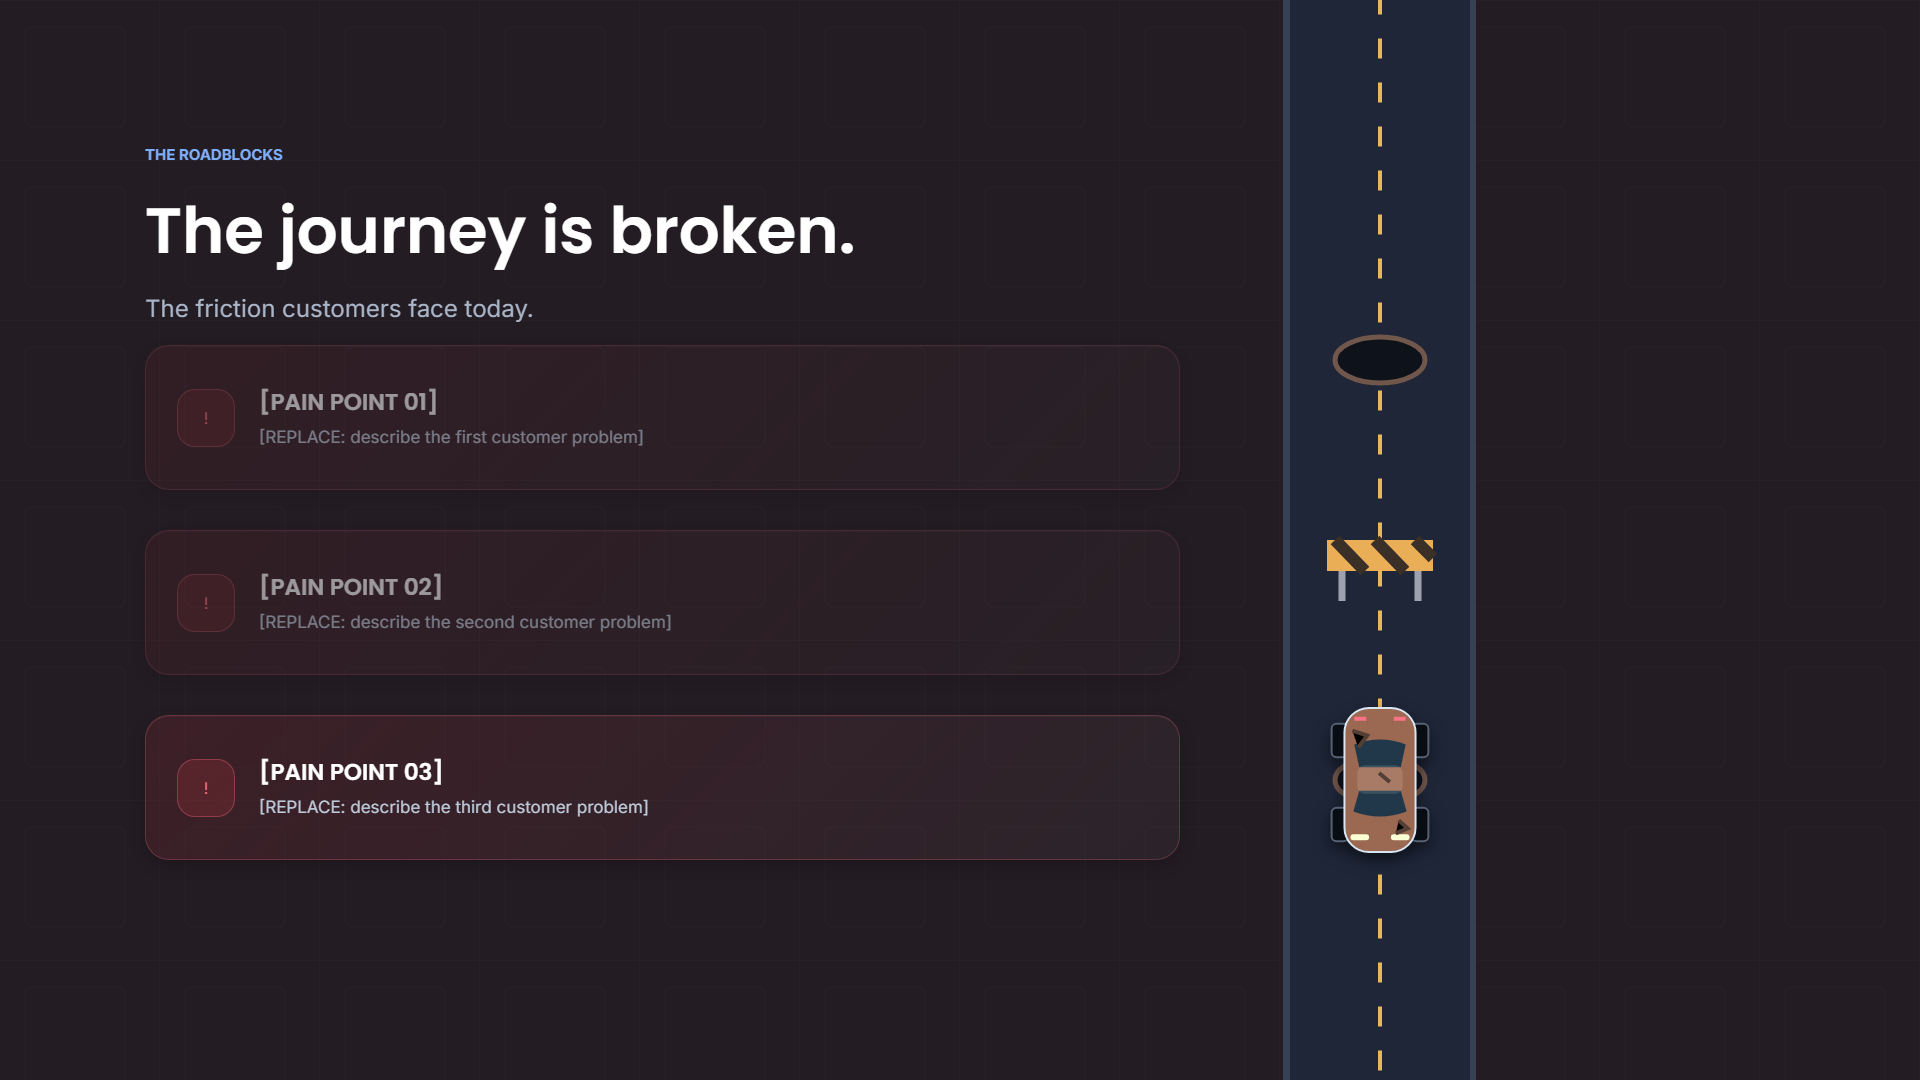 THE ROADBLOCKS
The journey is broken.
The friction customers face today.
!
[PAIN POINT 01]
[REPLACE: describe the first customer problem]
!
[PAIN POINT 02]
[REPLACE: describe the second customer problem]
!
[PAIN POINT 03]
[REPLACE: describe the third customer problem]